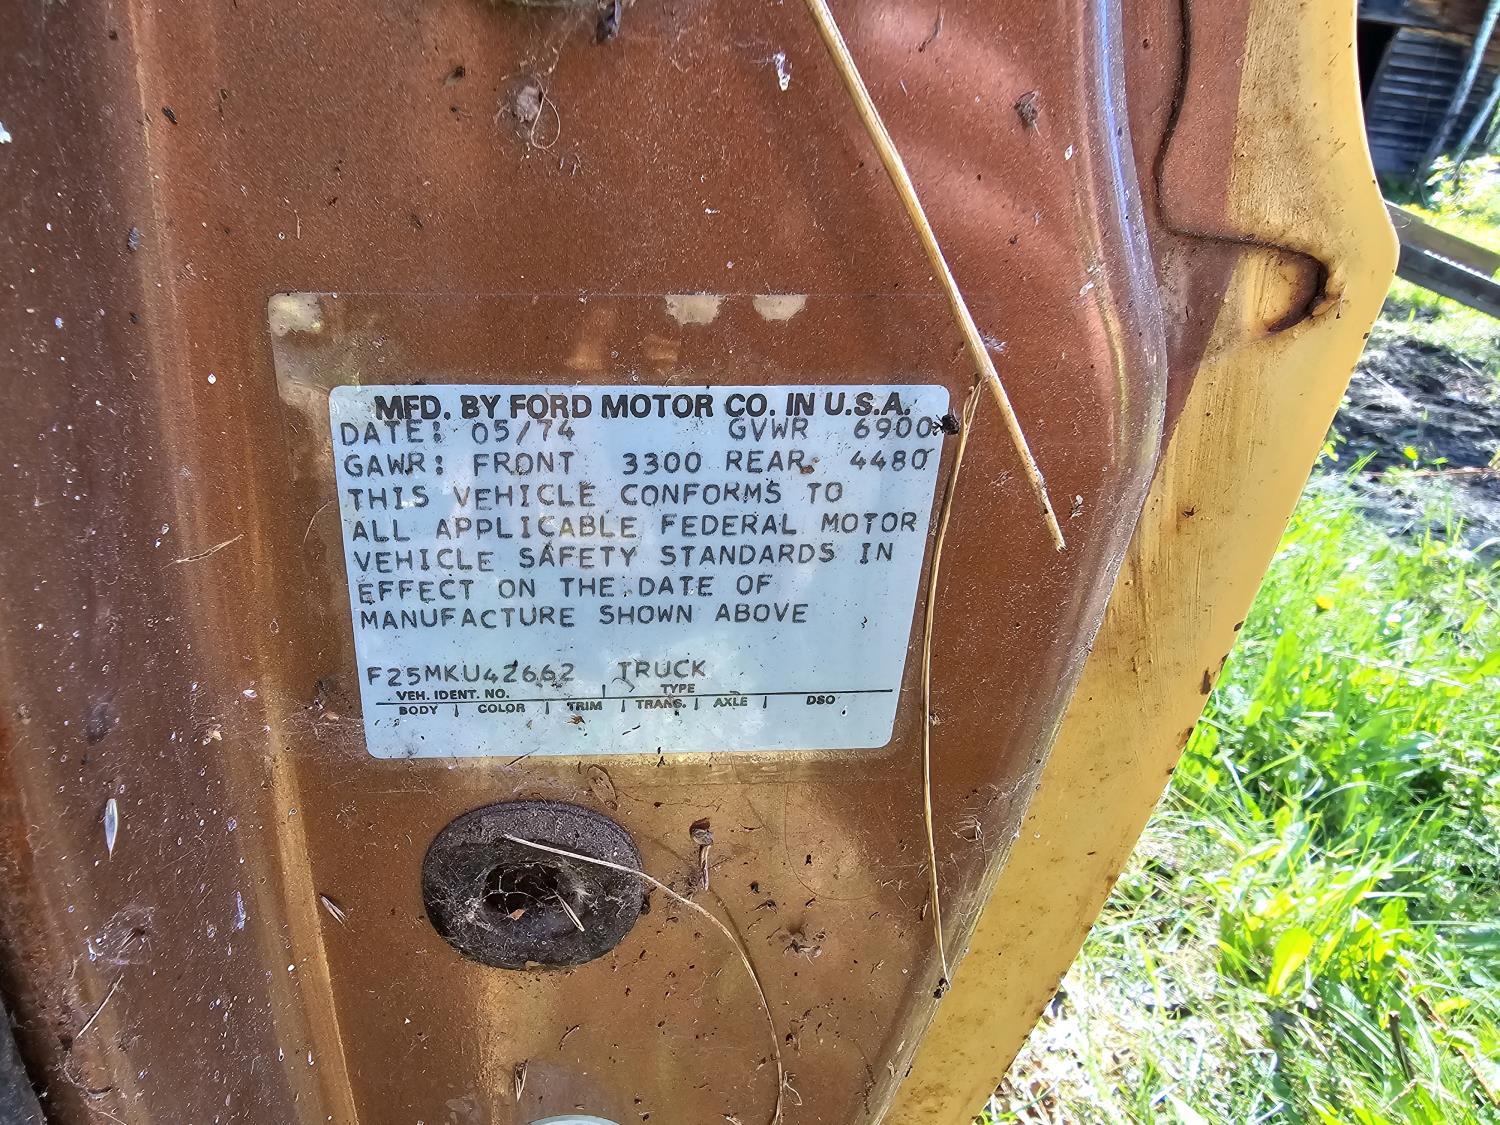 MFD. BY FORD MOTOR CO. IN U.S.A.
DATE: 05/74 GVWR 6900
GAWR: FRONT 3300 REAR: 4480
THIS VEHICLE CONFORMS TO
ALL APPLICABLE FEDERAL MOTOR
VEHICLE SAFETY STANDARDS IN
EFFECT ON THE DATE OF
MANUFACTURE SHOWN ABOVE
F25MKU42662 TRUCK
VEH. IDENT. NO. | TYPE
BODY | COLOR | TRIM | TRANS. | AXLE | DSO